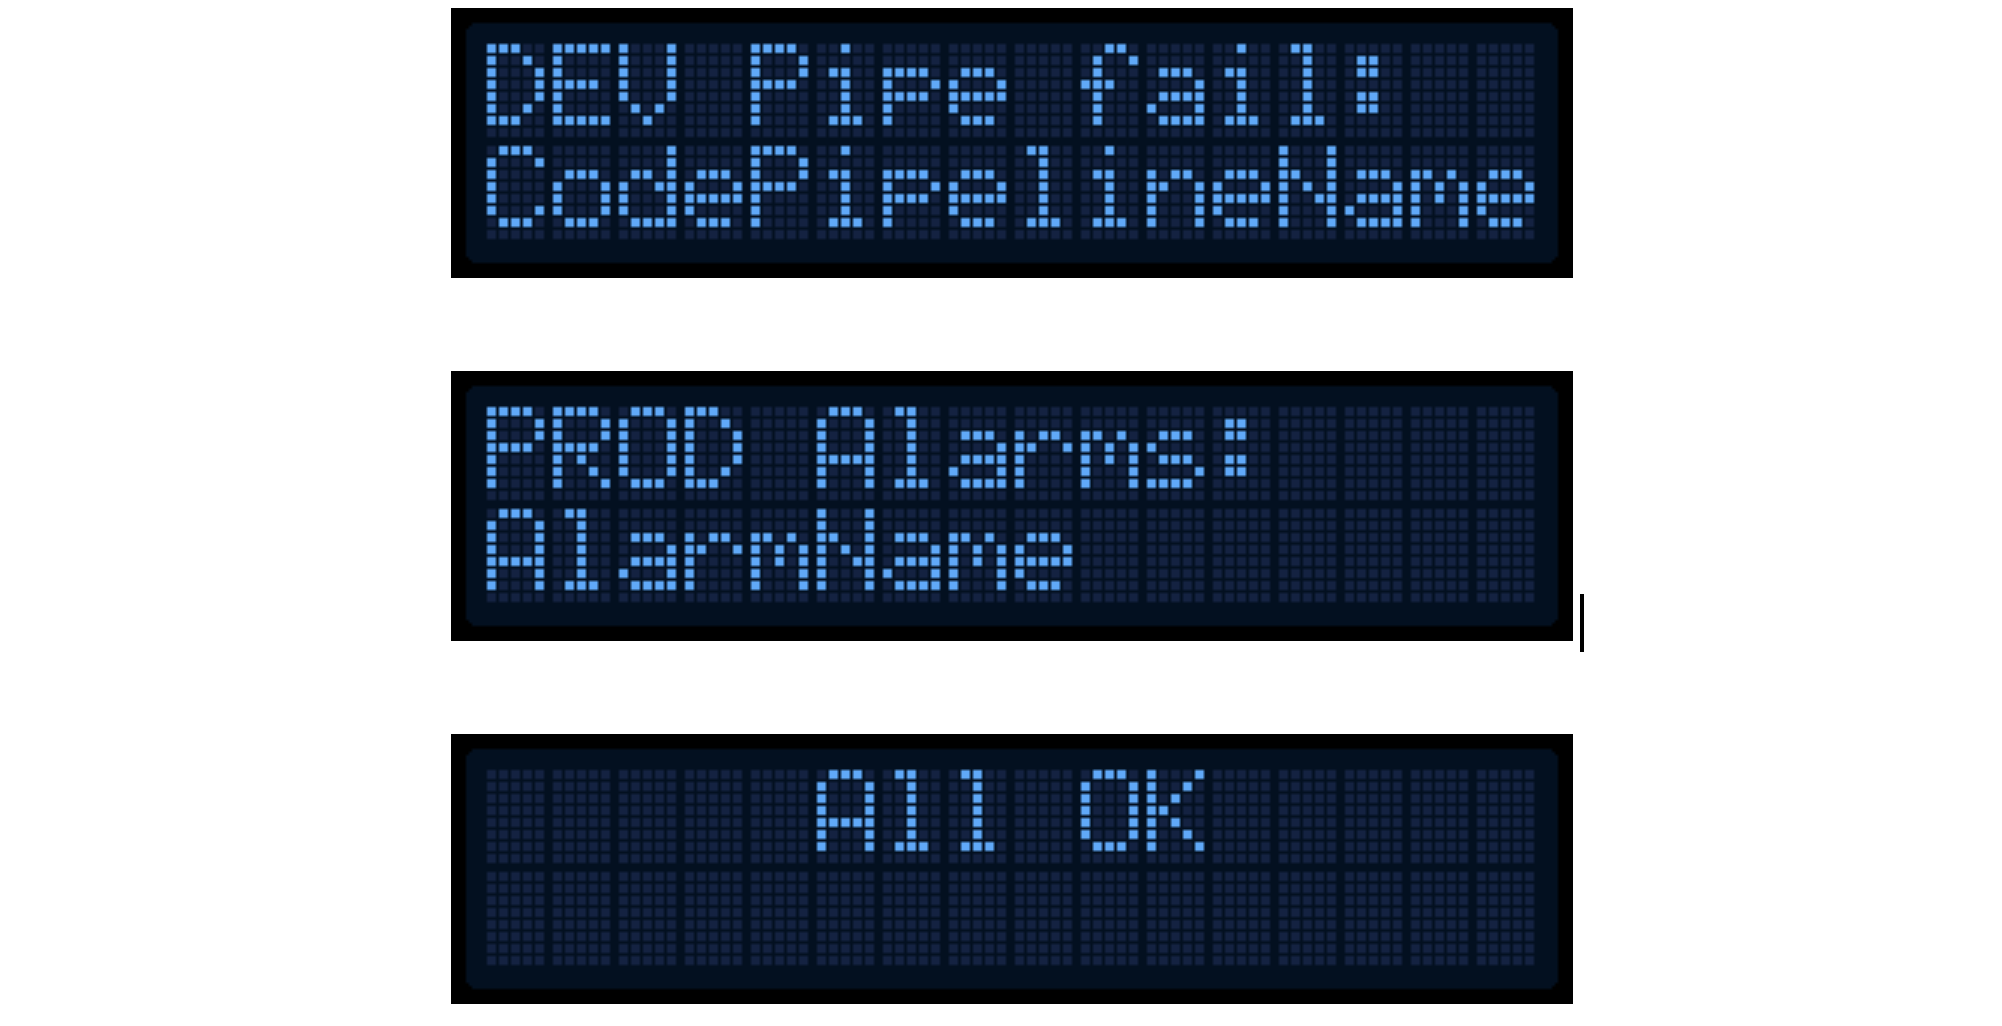 DEV Pipe fail:
CodePipelineName
PROD Alarms:
AlarmName
All OK